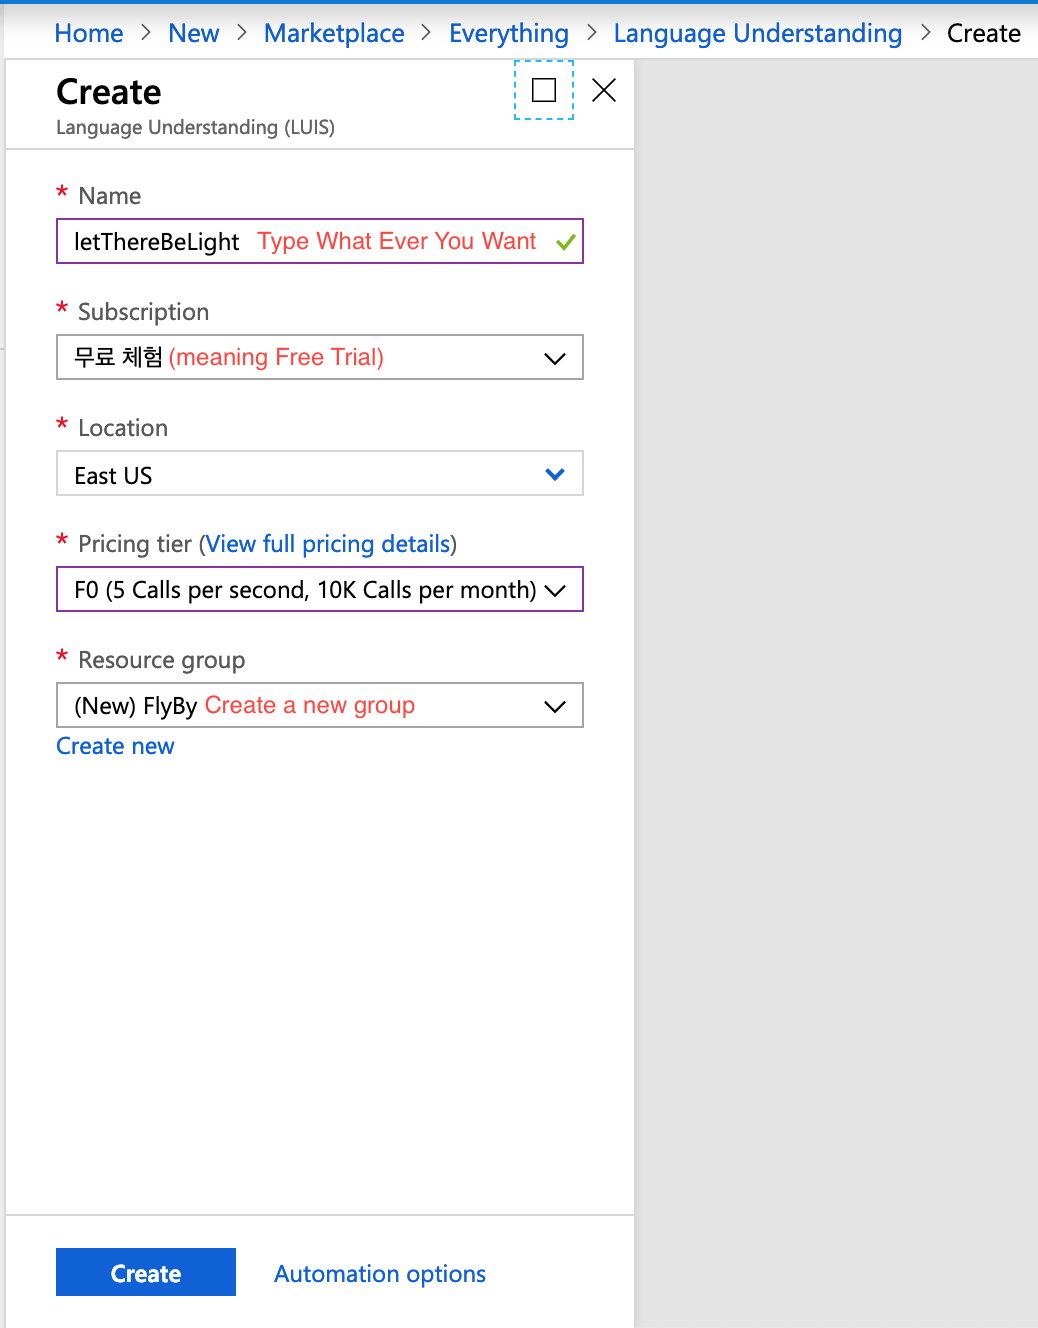 Home > New > Marketplace > Everything > Language Understanding > Create
Create
Language Understanding (LUIS)
* Name
letThereBeLight Type What Ever You Want
* Subscription
무료 체험 (meaning Free Trial)
* Location
East US
* Pricing tier (View full pricing details)
F0 (5 Calls per second, 10K Calls per month)
* Resource group
(New) FlyBy Create a new group
Create new
Create Automation options